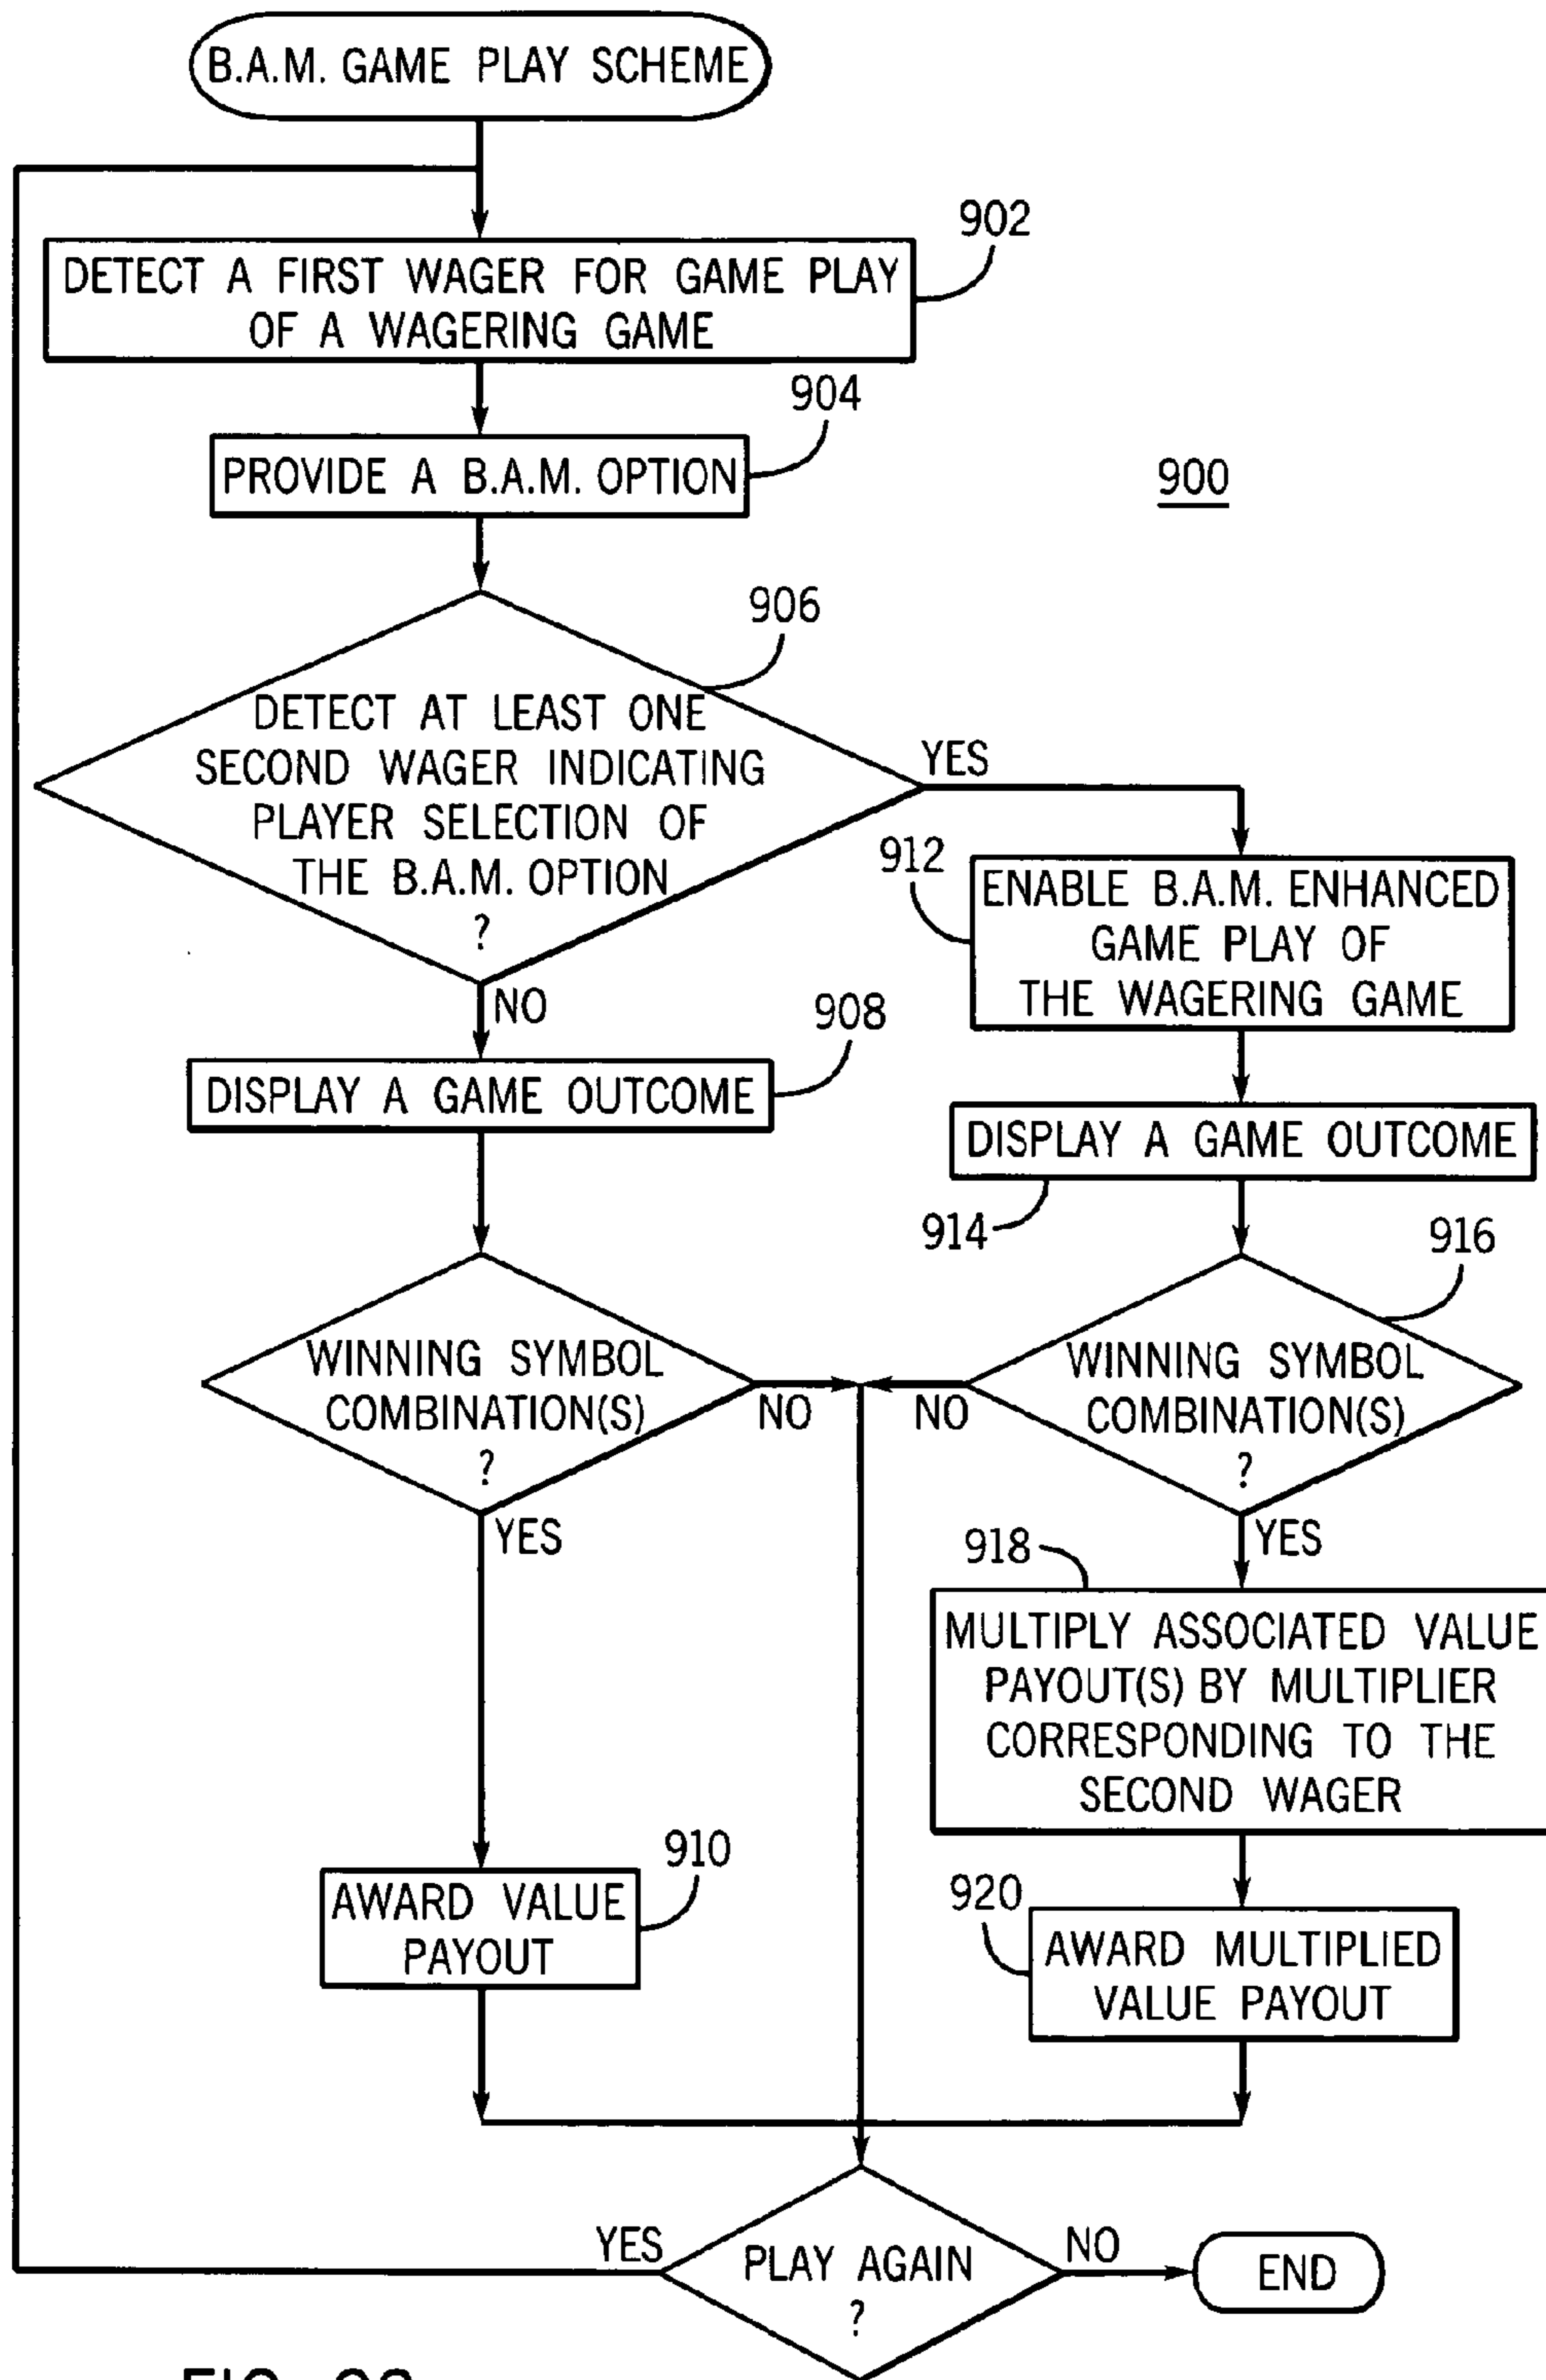 B.A.M. GAME PLAY SCHEME
902
DETECT A FIRST WAGER FOR GAME PLAY
OF A WAGERING GAME
904
PROVIDE A B.A.M. OPTION
900
906
DETECT AT LEAST ONE
SECOND WAGER INDICATING
PLAYER SELECTION OF
THE B.A.M. OPTION
?
YES
NO
912
ENABLE B.A.M. ENHANCED
GAME PLAY OF
THE WAGERING GAME
908
DISPLAY A GAME OUTCOME
DISPLAY A GAME OUTCOME
914
916
WINNING SYMBOL
COMBINATION(S)
?
NO
YES
WINNING SYMBOL
COMBINATION(S)
?
NO
YES
918
MULTIPLY ASSOCIATED VALUE
PAYOUT(S) BY MULTIPLIER
CORRESPONDING TO THE
SECOND WAGER
910
AWARD VALUE
PAYOUT
920
AWARD MULTIPLIED
VALUE PAYOUT
YES
PLAY AGAIN
?
NO
END
FIG.